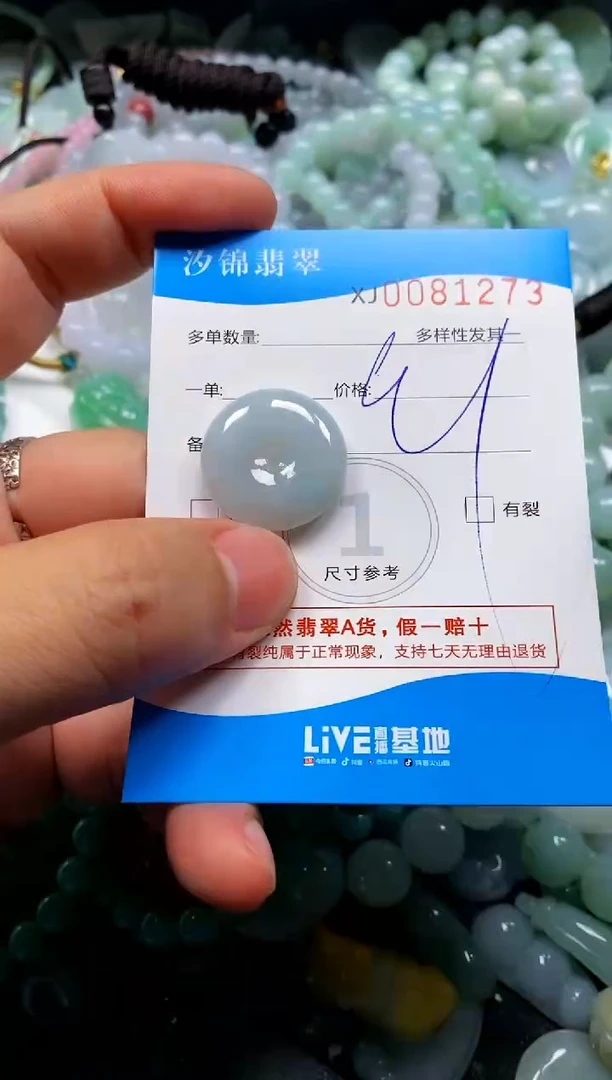 汐锦翡翠
XJ0081273
多单数量: 多样性发其一
一单: 价格:
备
1
尺寸参考
有裂
然翡翠A货，假一赔十
裂纯属于正常现象，支持七天无理由退货
LiVE直播基地